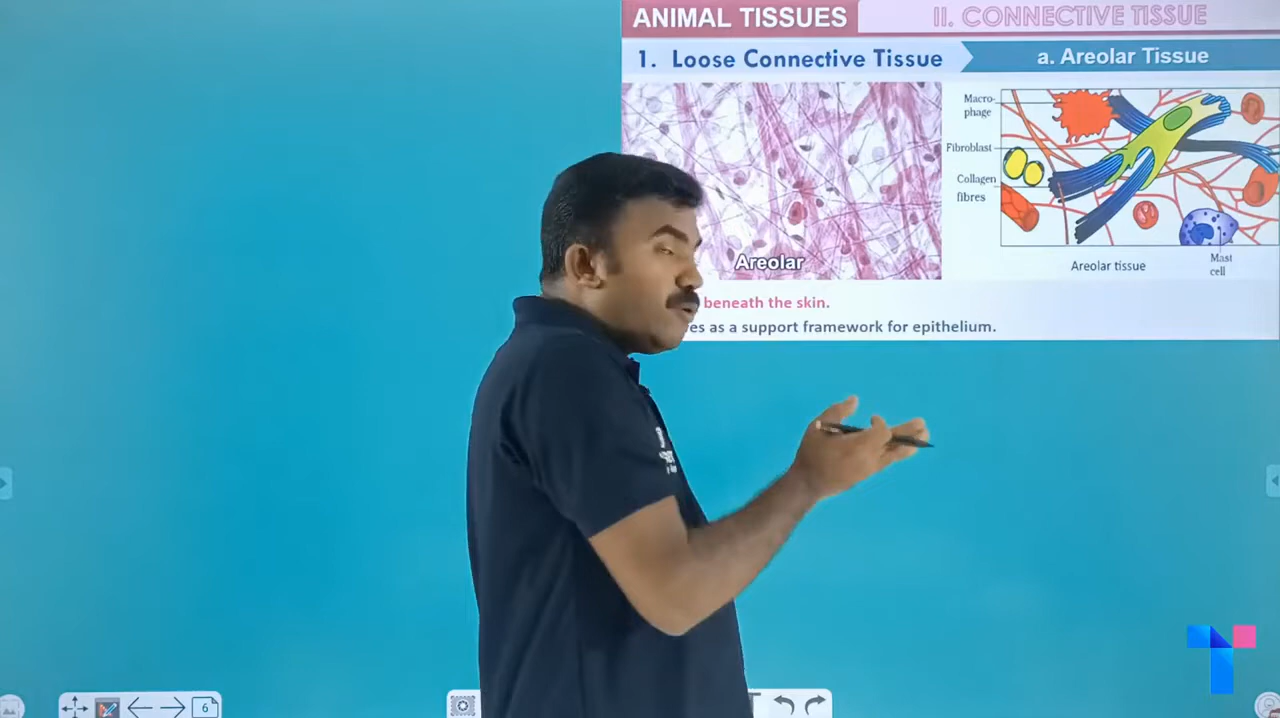 ANIMAL TISSUES
II. CONNECTIVE TISSUE
1. Loose Connective Tissue
a. Areolar Tissue
Macro-
phage
Fibroblast
Collagen
fibres
Areolar
Areolar tissue
Mast
cell
beneath the skin.
as a support framework for epithelium.
6